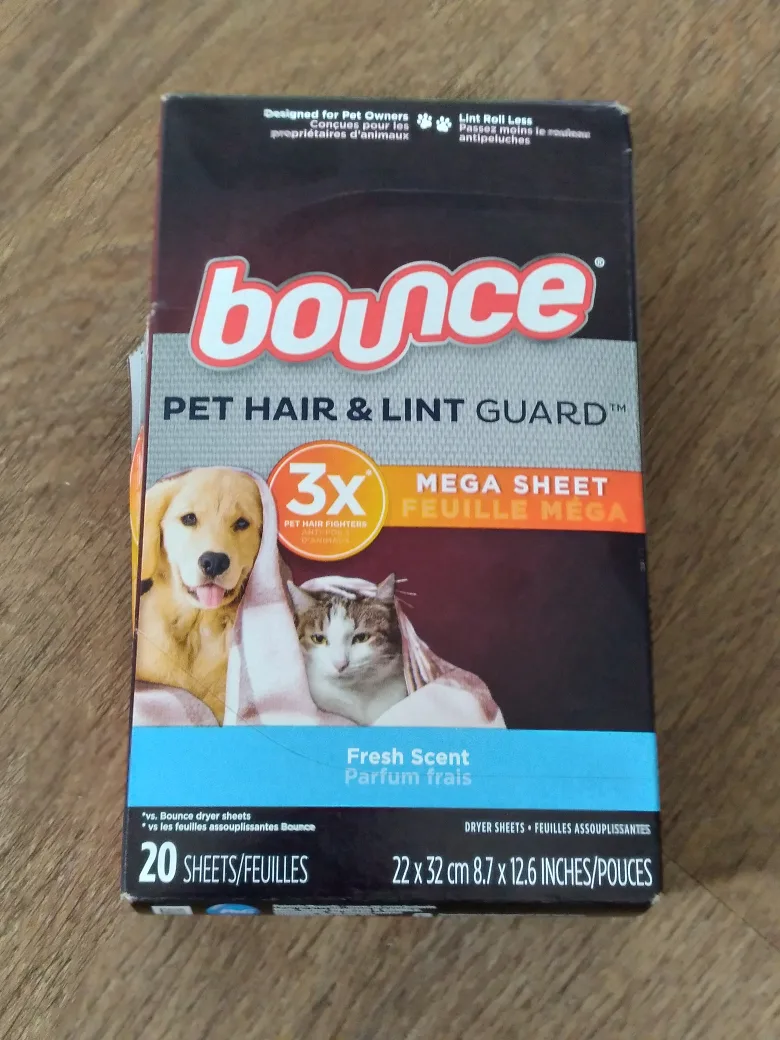 Designed for Pet Owners
Conçues pour les
propriétaires d'animaux
Lint Roll Less
Passez moins le rouleau
antipeluches
bounce®
PET HAIR & LINT GUARD™
3x*
PET HAIR FIGHTERS
D'ANIMAUX
MEGA SHEET
FEUILLE MÉGA
Fresh Scent
Parfum frais
*vs. Bounce dryer sheets
* vs les feuilles assouplissantes Bounce
DRYER SHEETS • FEUILLES ASSOUPLISSANTES
20 SHEETS/FEUILLES
22 x 32 cm 8.7 x 12.6 INCHES/POUCES